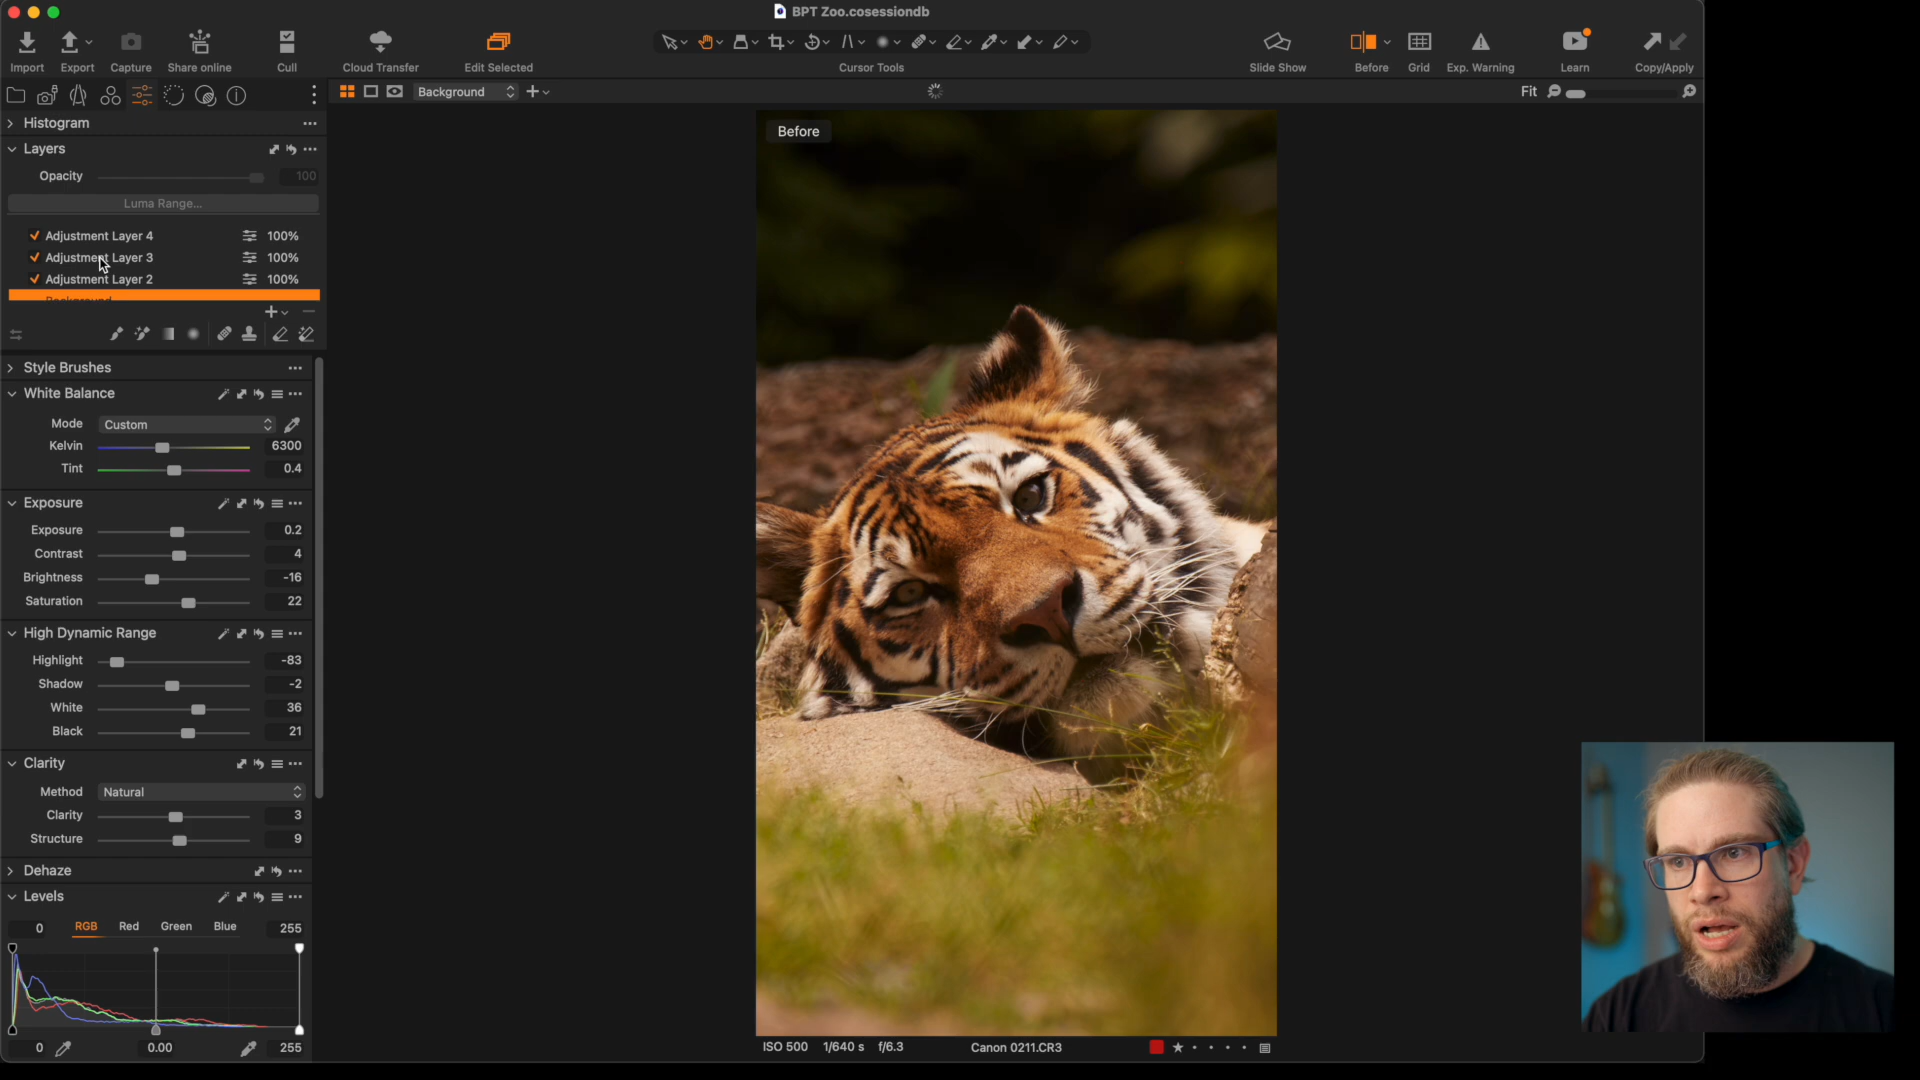 BPT Zoo.cosessiondb
Import
Export
Capture
Share online
Cull
Cloud Transfer
Edit Selected
Cursor Tools
Slide Show
Before
Grid
Exp. Warning
Learn
Copy/Apply
Background
Fit
Histogram
Layers
Opacity 100
Luma Range...
Adjustment Layer 4 100%
Adjustment Layer 3 100%
Adjustment Layer 2 100%
Background
Style Brushes
White Balance
Mode Custom
Kelvin 6300
Tint 0.4
Exposure
Exposure 0.2
Contrast 4
Brightness -16
Saturation 22
High Dynamic Range
Highlight -83
Shadow -2
White 36
Black 21
Clarity
Method Natural
Clarity 3
Structure 9
Dehaze
Levels
0 RGB Red Green Blue 255
0 0.00 255
Before
ISO 500 1/640 s f/6.3 Canon 0211.CR3